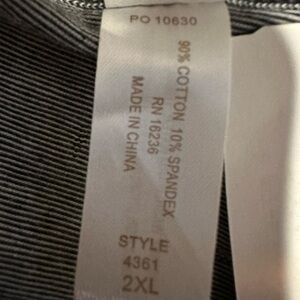 PO 10630
90% COTTON 10% SPANDEX
RN 16236
MADE IN CHINA
STYLE
4361
2XL